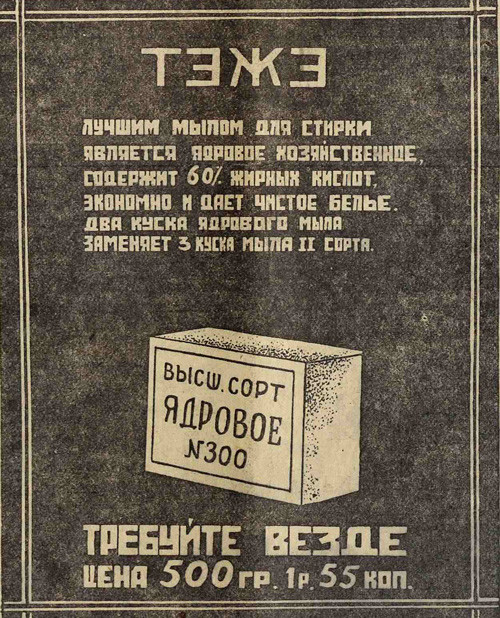 ТЭЖЭ
ЛУЧШИМ МЫЛОМ ДЛЯ СТИРКИ
ЯВЛЯЕТСЯ ЯДРОВОЕ ХОЗЯЙСТВЕННОЕ,
СОДЕРЖИТ 60% ЖИРНЫХ КИСЛОТ.
ЭКОНОМНО И ДАЕТ ЧИСТОЕ БЕЛЬЕ.
ДВА КУСКА ЯДРОВОГО МЫЛА
ЗАМЕНЯЕТ 3 КУСКА МЫЛА II СОРТА.
ВЫСШ. СОРТ
ЯДРОВОЕ
N300
ТРЕБУЙТЕ ВЕЗДЕ
ЦЕНА 500 ГР. 1 Р. 55 КОП.